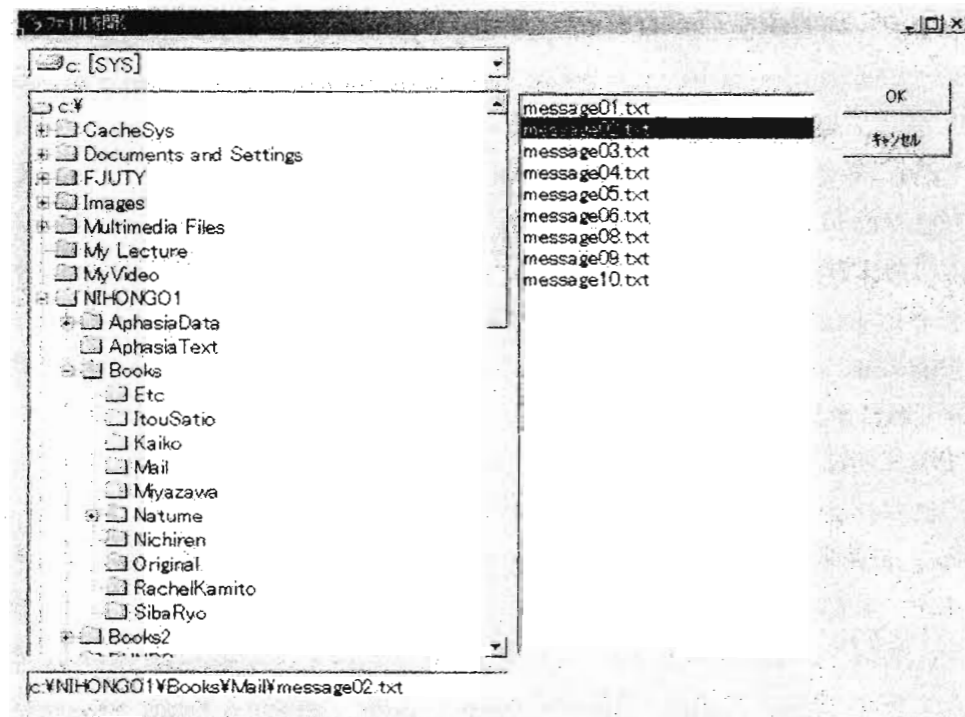 ファイルを開く
c: [SYS]
c:¥
CacheSys
Documents and Settings
FJUTY
Images
Multimedia Files
My Lecture
MyVideo
NIHONGO1
AphasiaData
AphasiaText
Books
Etc
ItouSatio
Kaiko
Mail
Miyazawa
Natume
Nichiren
Original
RachelKamito
SibaRyo
Books2
c:¥NIHONGO1¥Books¥Mail¥message02.txt
message01.txt
message02.txt
message03.txt
message04.txt
message05.txt
message06.txt
message08.txt
message09.txt
message10.txt
OK
キャンセル